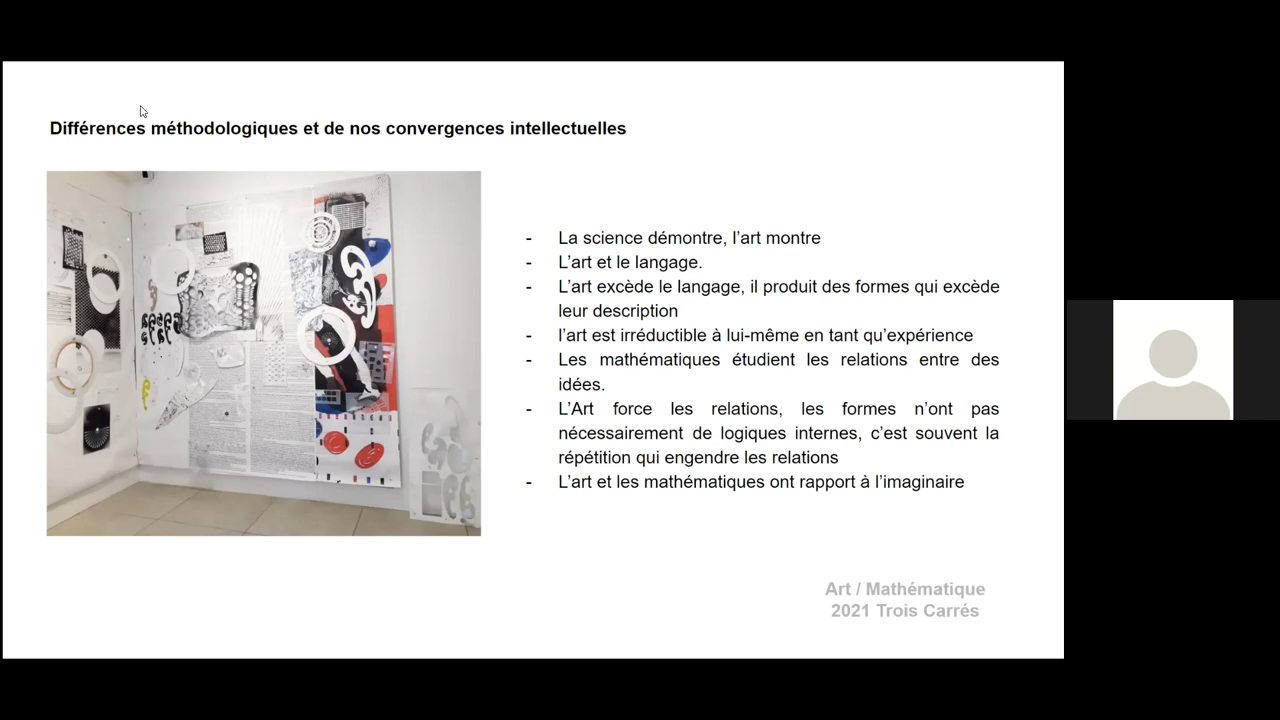 Différences méthodologiques et de nos convergences intellectuelles
- La science démontre, l’art montre
- L’art et le langage.
- L’art excède le langage, il produit des formes qui excède
leur description
- l’art est irréductible à lui-même en tant qu’expérience
- Les mathématiques étudient les relations entre des
idées.
- L’Art force les relations, les formes n’ont pas
nécessairement de logiques internes, c’est souvent la
répétition qui engendre les relations
- L’art et les mathématiques ont rapport à l’imaginaire
Art / Mathématique
2021 Trois Carrés